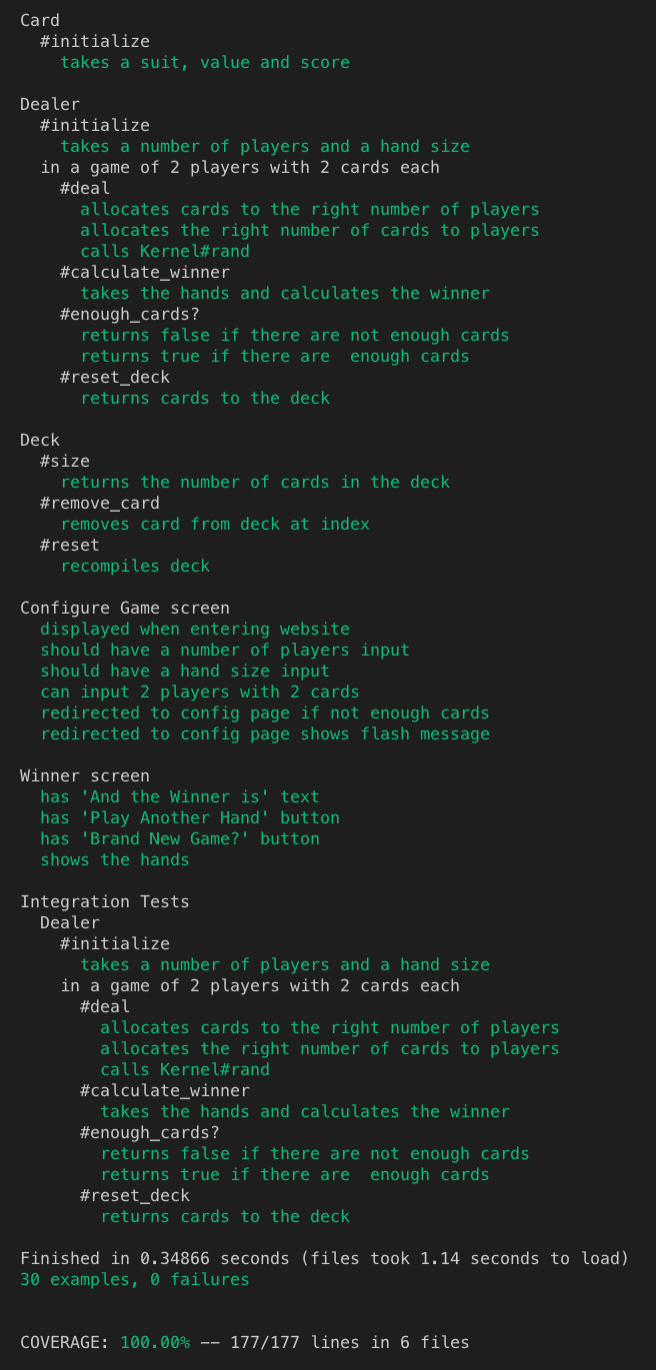 Card
  #initialize
    takes a suit, value and score

Dealer
  #initialize
    takes a number of players and a hand size
  in a game of 2 players with 2 cards each
    #deal
      allocates cards to the right number of players
      allocates the right number of cards to players
      calls Kernel#rand
    #calculate_winner
      takes the hands and calculates the winner
    #enough_cards?
      returns false if there are not enough cards
      returns true if there are  enough cards
    #reset_deck
      returns cards to the deck

Deck
  #size
    returns the number of cards in the deck
  #remove_card
    removes card from deck at index
  #reset
    recompiles deck

Configure Game screen
  displayed when entering website
  should have a number of players input
  should have a hand size input
  can input 2 players with 2 cards
  redirected to config page if not enough cards
  redirected to config page shows flash message

Winner screen
  has 'And the Winner is' text
  has 'Play Another Hand' button
  has 'Brand New Game?' button
  shows the hands

Integration Tests
  Dealer
    #initialize
      takes a number of players and a hand size
    in a game of 2 players with 2 cards each
      #deal
        allocates cards to the right number of players
        allocates the right number of cards to players
        calls Kernel#rand
      #calculate_winner
        takes the hands and calculates the winner
      #enough_cards?
        returns false if there are not enough cards
        returns true if there are  enough cards
      #reset_deck
        returns cards to the deck

Finished in 0.34866 seconds (files took 1.14 seconds to load)
30 examples, 0 failures

COVERAGE: 100.00% -- 177/177 lines in 6 files